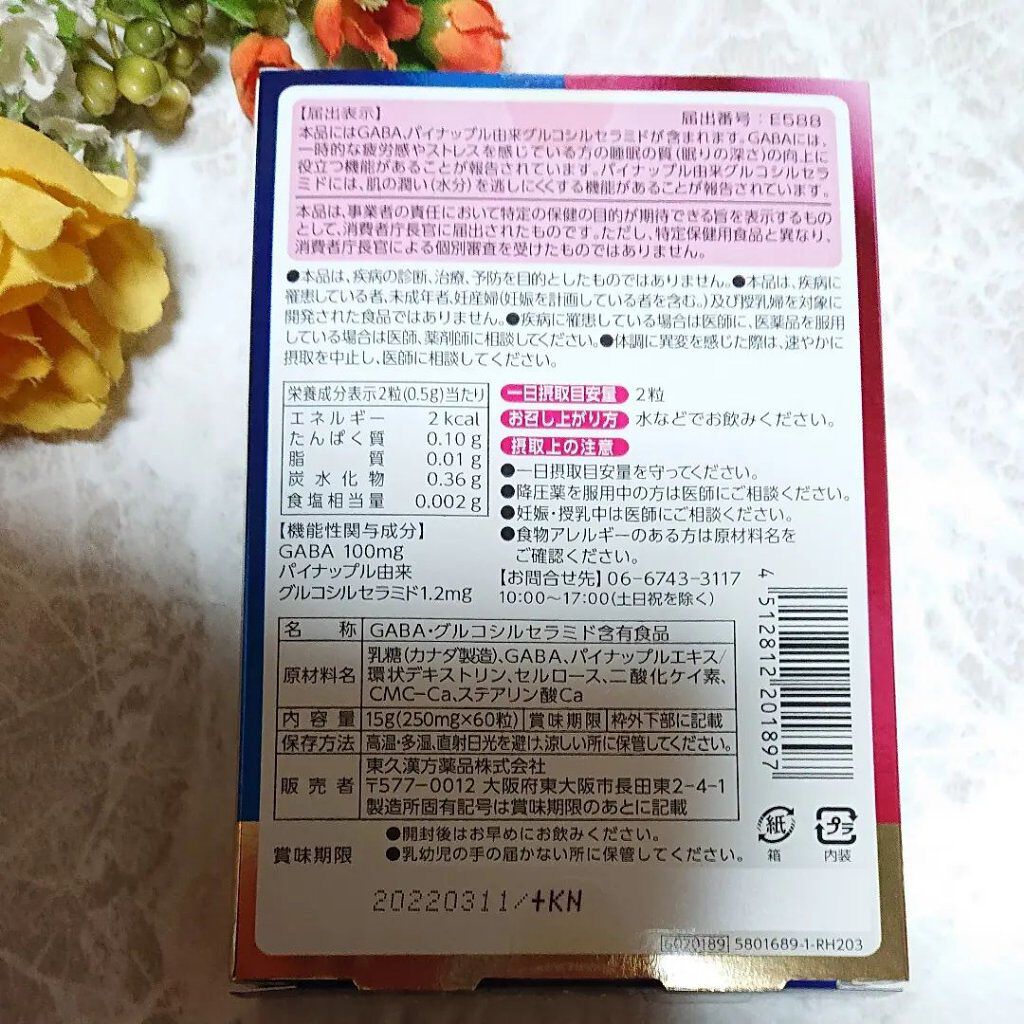 【届出表示】 届出番号：E588
本品にはGABA、パイナップル由来グルコシルセラミドが含まれます。GABAには、
一時的な疲労感やストレスを感じている方の睡眠の質（眠りの深さ）の向上に
役立つ機能があることが報告されています。パイナップル由来グルコシルセラ
ミドには、肌の潤い（水分）を逃しにくくする機能があることが報告されています。
本品は、事業者の責任において特定の保健の目的が期待できる旨を表示するもの
として、消費者庁長官に届出されたものです。ただし、特定保健用食品と異なり、
消費者庁長官による個別審査を受けたものではありません。
●本品は、疾病の診断、治療、予防を目的としたものではありません。●本品は、疾病に
罹患している者、未成年者、妊産婦（妊娠を計画している者を含む。）及び授乳婦を対象に
開発された食品ではありません。●疾病に罹患している場合は医師に、医薬品を服用
している場合は医師、薬剤師に相談してください。●体調に異変を感じた際は、速やかに
摂取を中止し、医師に相談してください。
栄養成分表示2粒(0.5g)当たり
エネルギー 2kcal
たんぱく質 0.10g
脂質 0.01g
炭水化物 0.36g
食塩相当量 0.002g
【機能性関与成分】
GABA 100mg
パイナップル由来
グルコシルセラミド1.2mg
一日摂取目安量 2粒
お召し上がり方 水などでお飲みください。
摂取上の注意
●一日摂取目安量を守ってください。
●降圧薬を服用中の方は医師にご相談ください。
●妊娠・授乳中は医師にご相談ください。
●食物アレルギーのある方は原材料名を
ご確認ください。
【お問合せ先】06-6743-3117
10:00～17:00(土日祝を除く)
4 512812 201897
名称 GABA・グルコシルセラミド含有食品
原材料名 乳糖（カナダ製造）、GABA、パイナップルエキス/
環状デキストリン、セルロース、二酸化ケイ素、
CMC-Ca、ステアリン酸Ca
内容量 15g(250mg×60粒) 賞味期限 枠外下部に記載
保存方法 高温・多湿、直射日光を避け、涼しい所に保管してください。
販売者 東久漢方薬品株式会社
〒577-0012 大阪府東大阪市長田東2-4-1
製造所固有記号は賞味期限のあとに記載
紙
箱
プラ
内装
●開封後はお早めにお飲みください。
賞味期限 ●乳幼児の手の届かない所に保管してください。
20220311/+KN
6020189 5801689-1-RH203